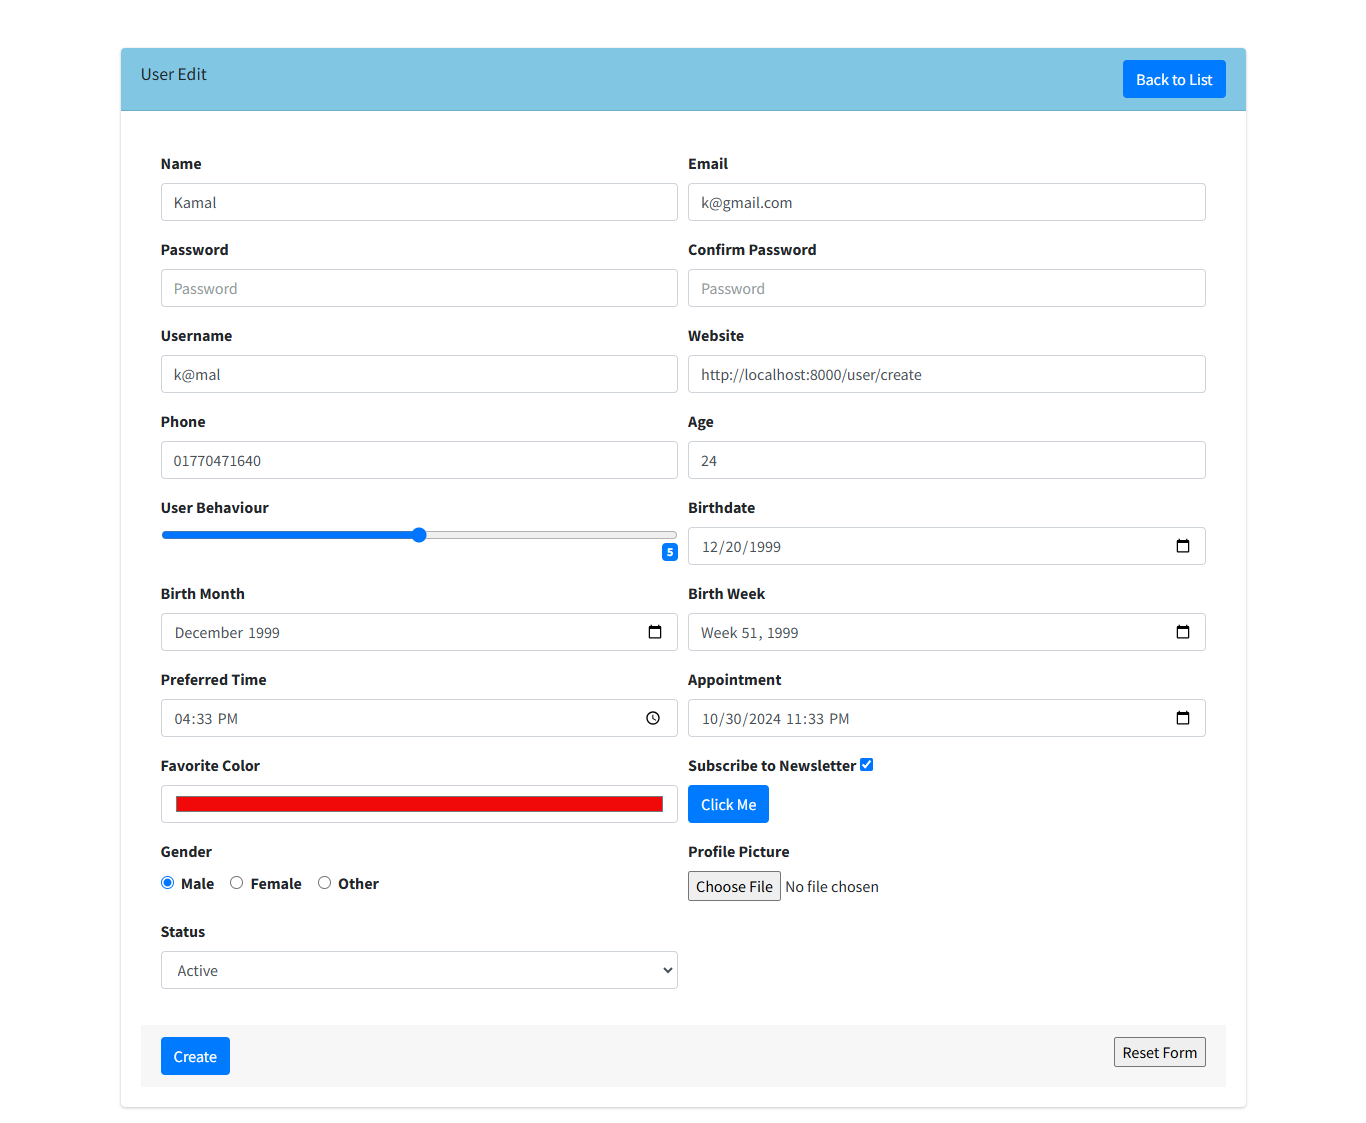 User Edit
Back to List
Name
Email
Kamal
k@gmail.com
Password
Confirm Password
Password
Password
Username
Website
k@mal
http://localhost:8000/user/create
Phone
Age
01770471640
24
User Behaviour
Birthdate
5
12/20/1999
Birth Month
Birth Week
December 1999
Week 51, 1999
Preferred Time
Appointment
04:33 PM
10/30/2024 11:33 PM
Favorite Color
Subscribe to Newsletter
Click Me
Gender
Profile Picture
Male Female Other
Choose File No file chosen
Status
Active
Create
Reset Form